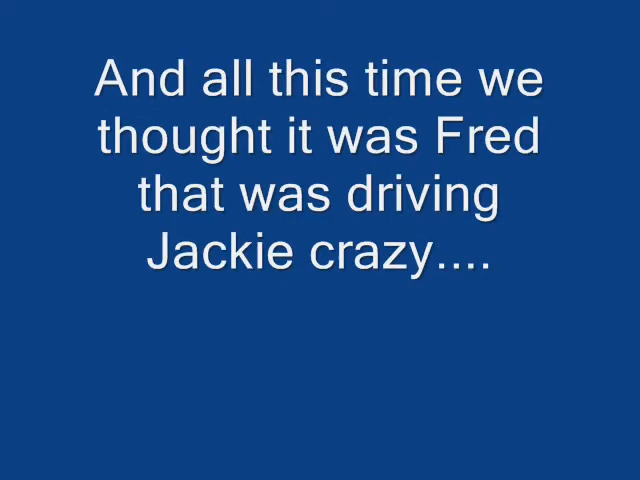 And all this time we
thought it was Fred
that was driving
Jackie crazy....